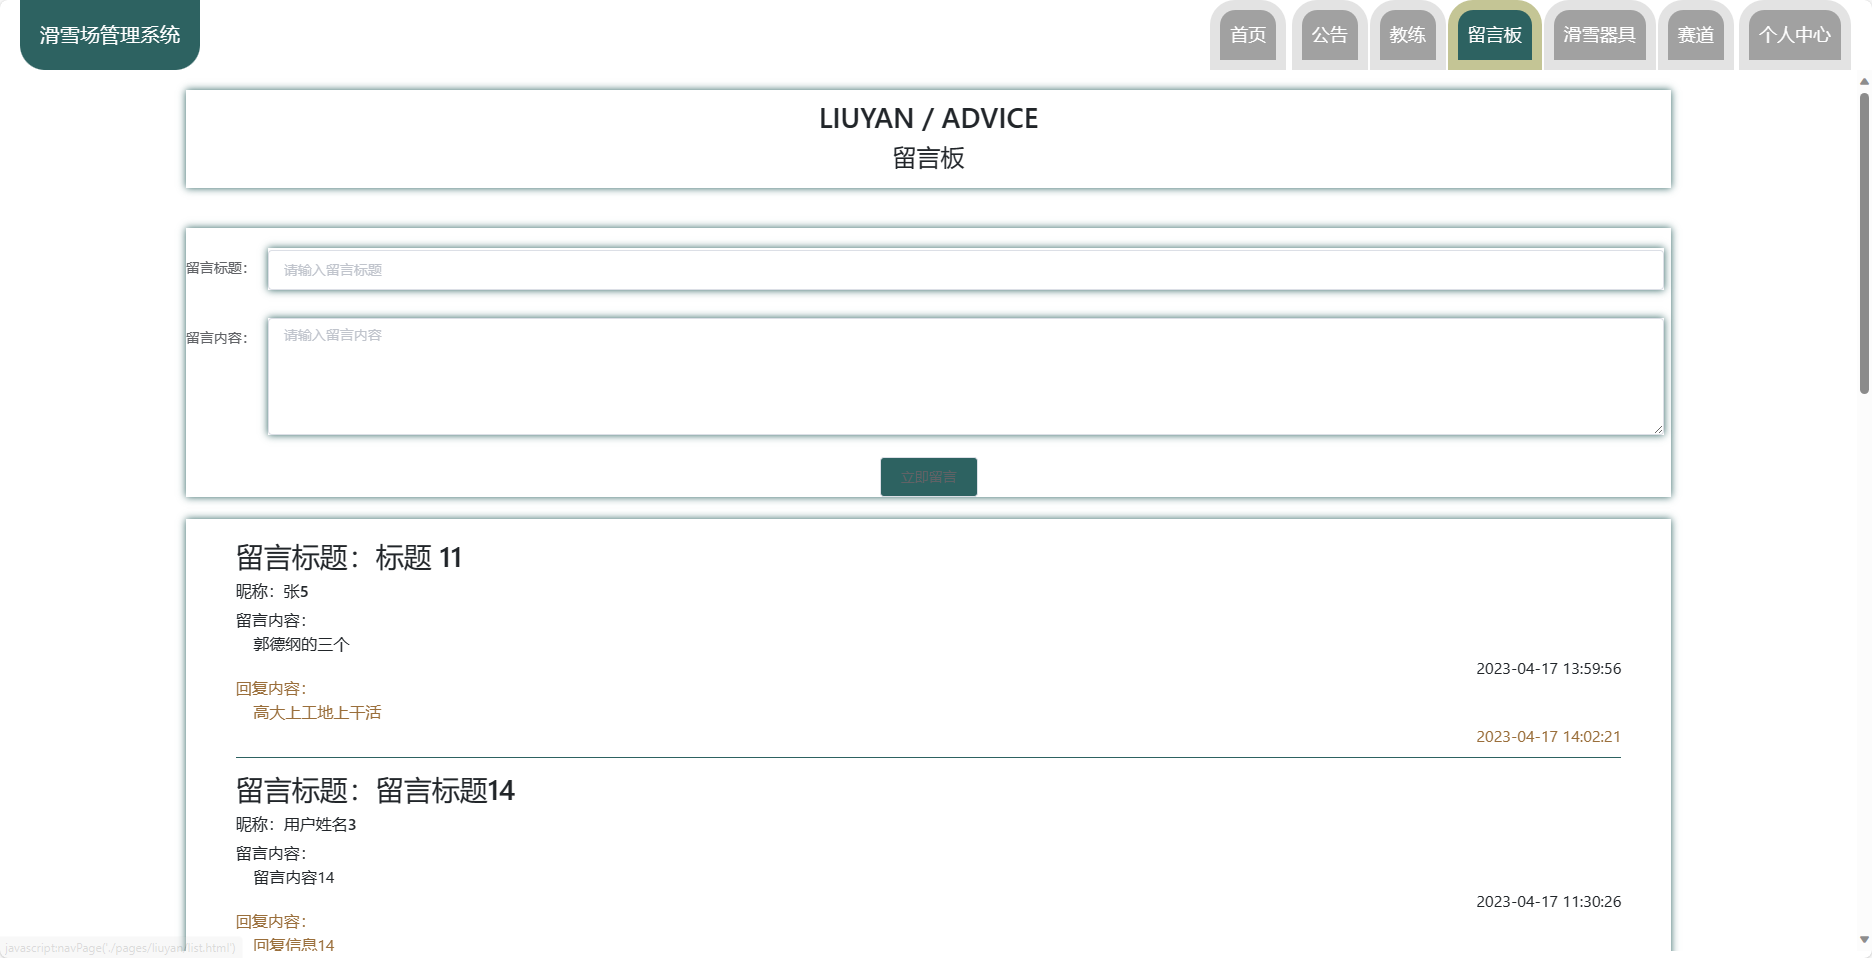 滑雪场管理系统
首页
公告
教练
留言板
滑雪器具
赛道
个人中心
LIUYAN / ADVICE
留言板
留言标题：
请输入留言标题
留言内容：
请输入留言内容
立即留言
留言标题：标题 11
昵称：张5
留言内容：
郭德纲的三个
2023-04-17 13:59:56
回复内容：
高大上工地上干活
2023-04-17 14:02:21
留言标题：留言标题14
昵称：用户姓名3
留言内容：
留言内容14
2023-04-17 11:30:26
回复内容：
回复信息14
javascript:navPage('./pages/liuyan/list.html')